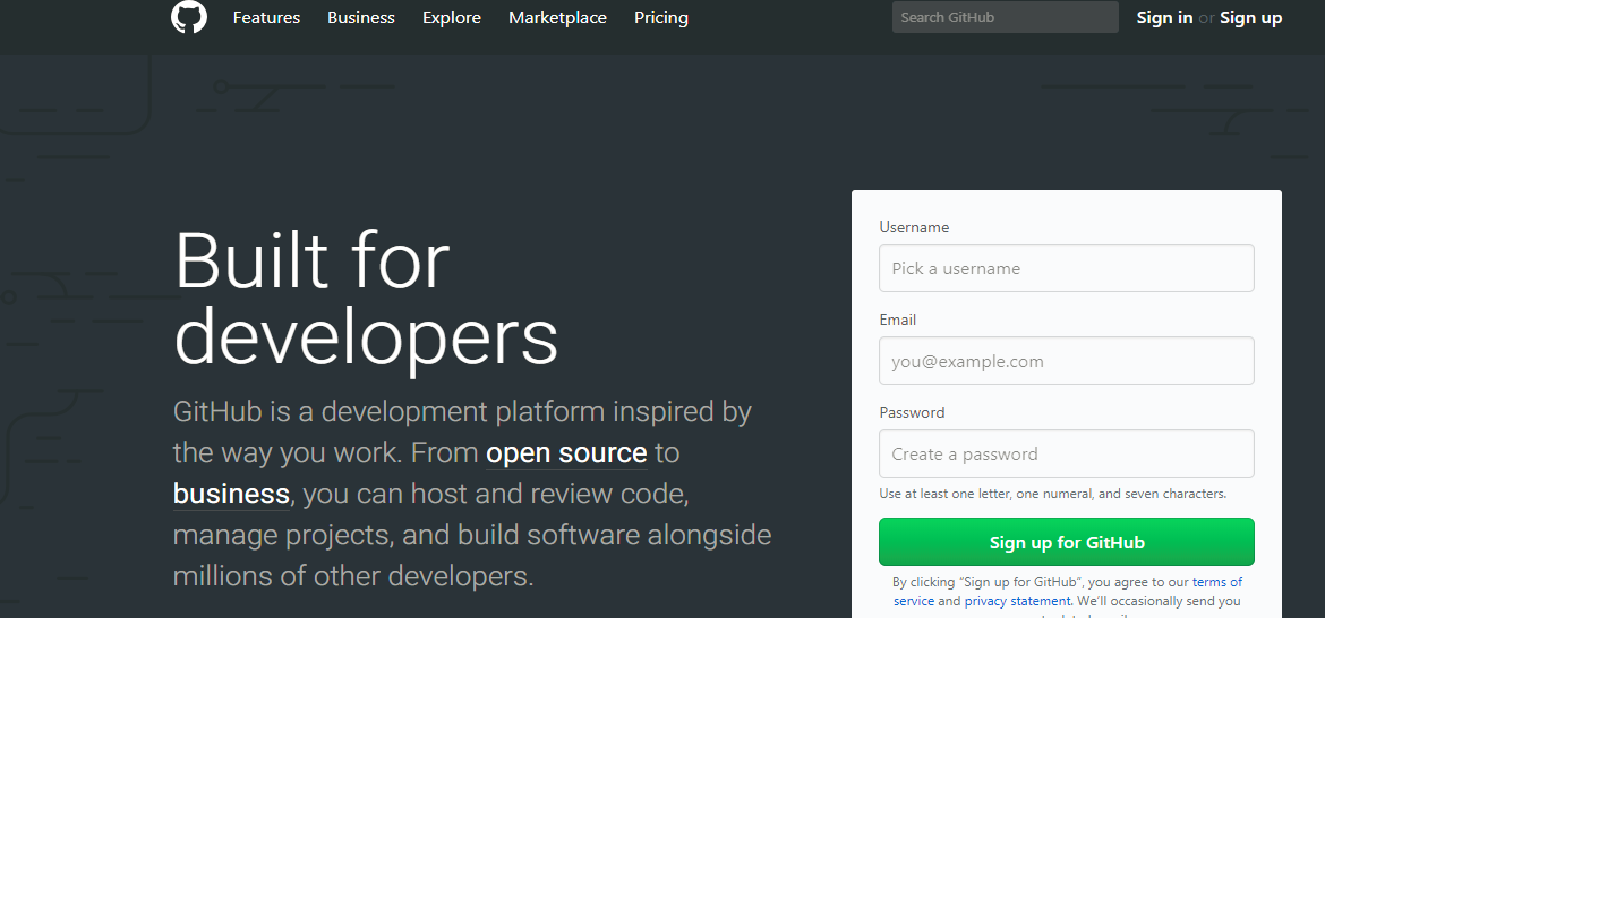 Features Business Explore Marketplace Pricing Search GitHub Sign in or Sign up
Built for
developers
GitHub is a development platform inspired by
the way you work. From open source to
business, you can host and review code,
manage projects, and build software alongside
millions of other developers.
Username
Pick a username
Email
you@example.com
Password
Create a password
Use at least one letter, one numeral, and seven characters.
Sign up for GitHub
By clicking “Sign up for GitHub”, you agree to our terms of
service and privacy statement. We’ll occasionally send you